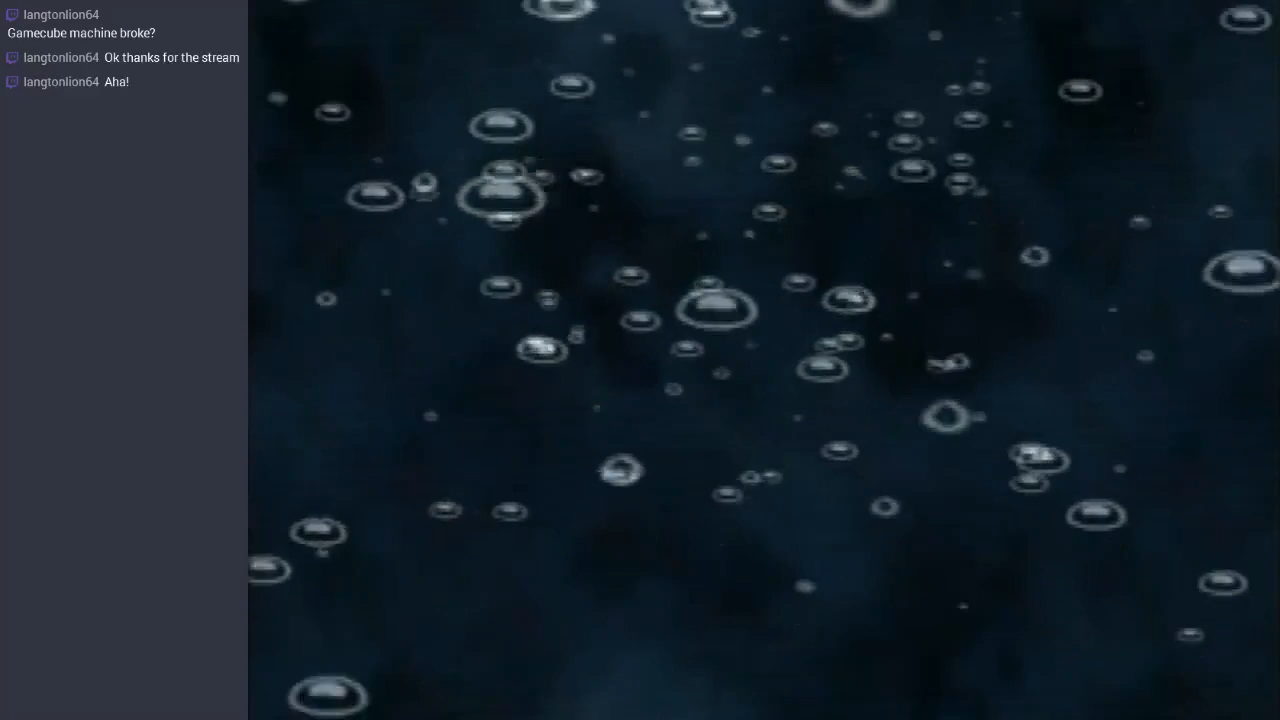 langtonlion64
Gamecube machine broke?
langtonlion64 Ok thanks for the stream
langtonlion64 Aha!